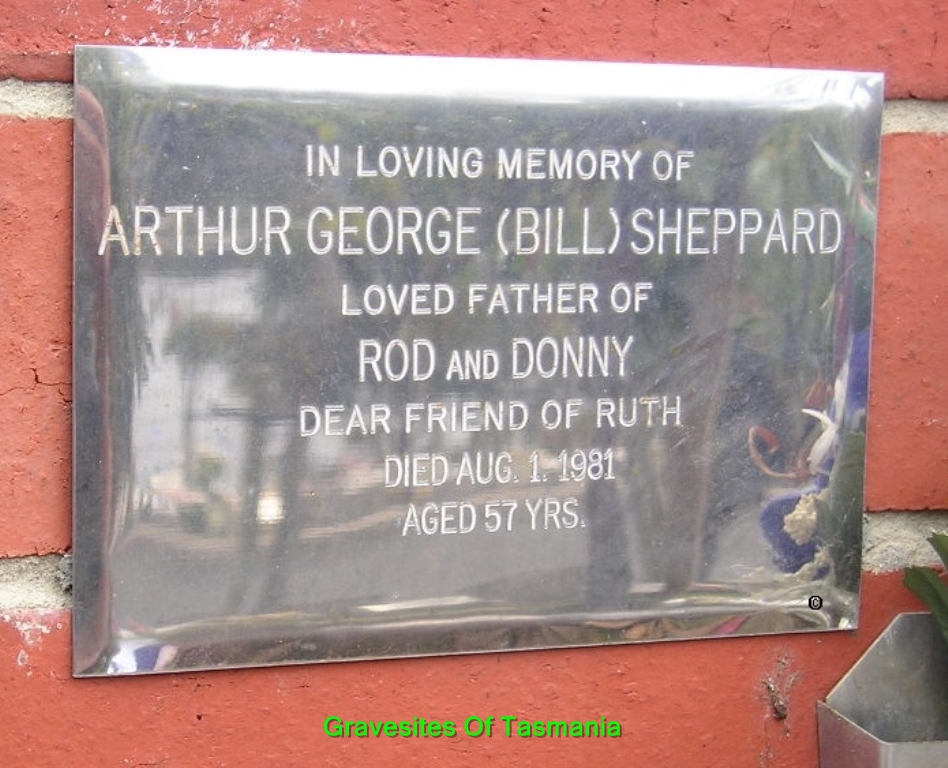 IN LOVING MEMORY OF
ARTHUR GEORGE (BILL) SHEPPARD
LOVED FATHER OF
ROD AND DONNY
DEAR FRIEND OF RUTH
DIED AUG. 1. 1981
AGED 57 YRS.
©
Gravesites Of Tasmania